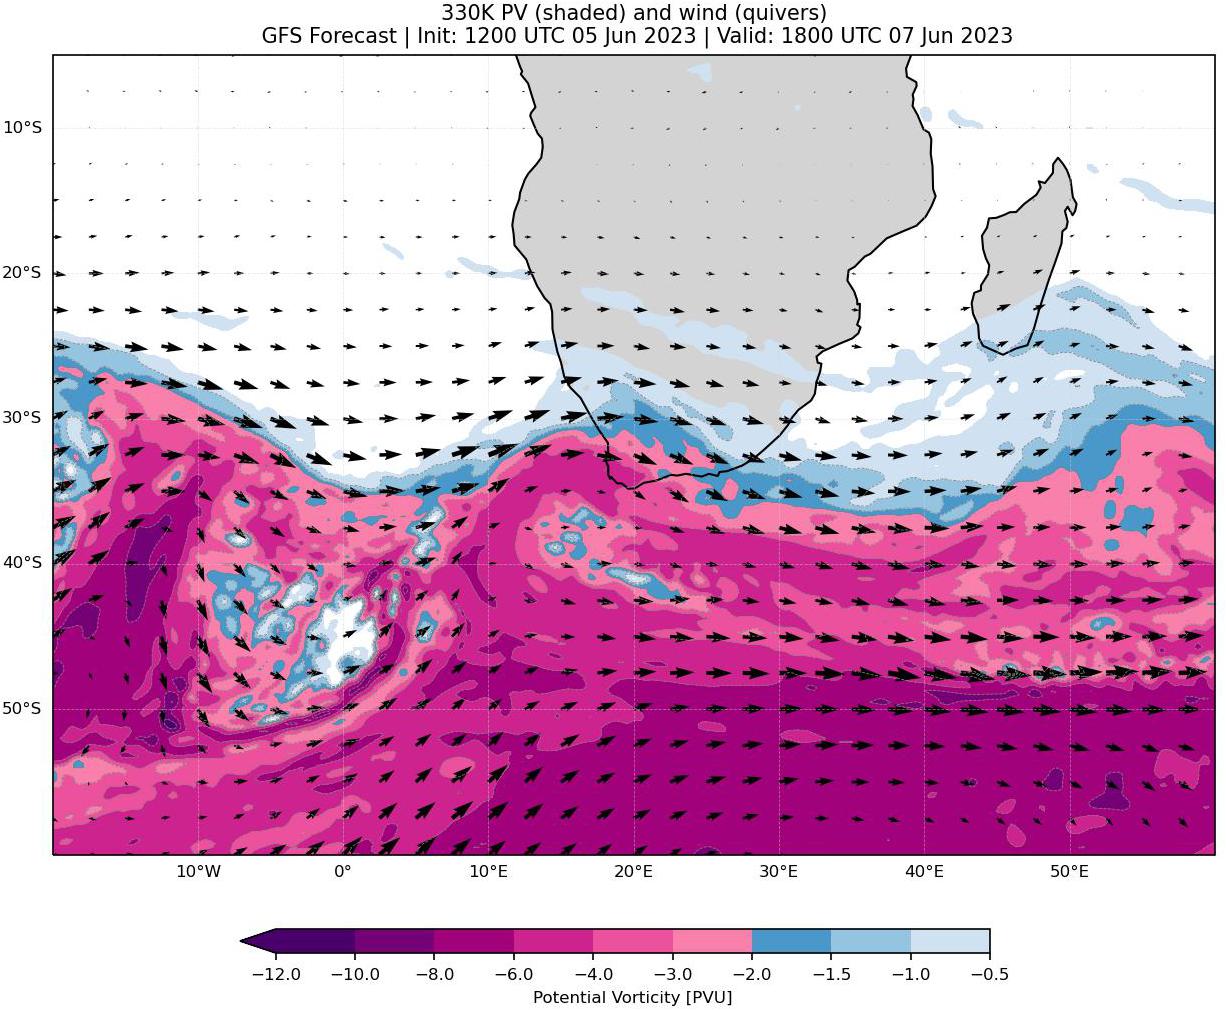 330K PV (shaded) and wind (quivers)
GFS Forecast | Init: 1200 UTC 05 Jun 2023 | Valid: 1800 UTC 07 Jun 2023
10°S
20°S
30°S
40°S
50°S
10°W 0° 10°E 20°E 30°E 40°E 50°E
−12.0 −10.0 −8.0 −6.0 −4.0 −3.0 −2.0 −1.5 −1.0 −0.5
Potential Vorticity [PVU]